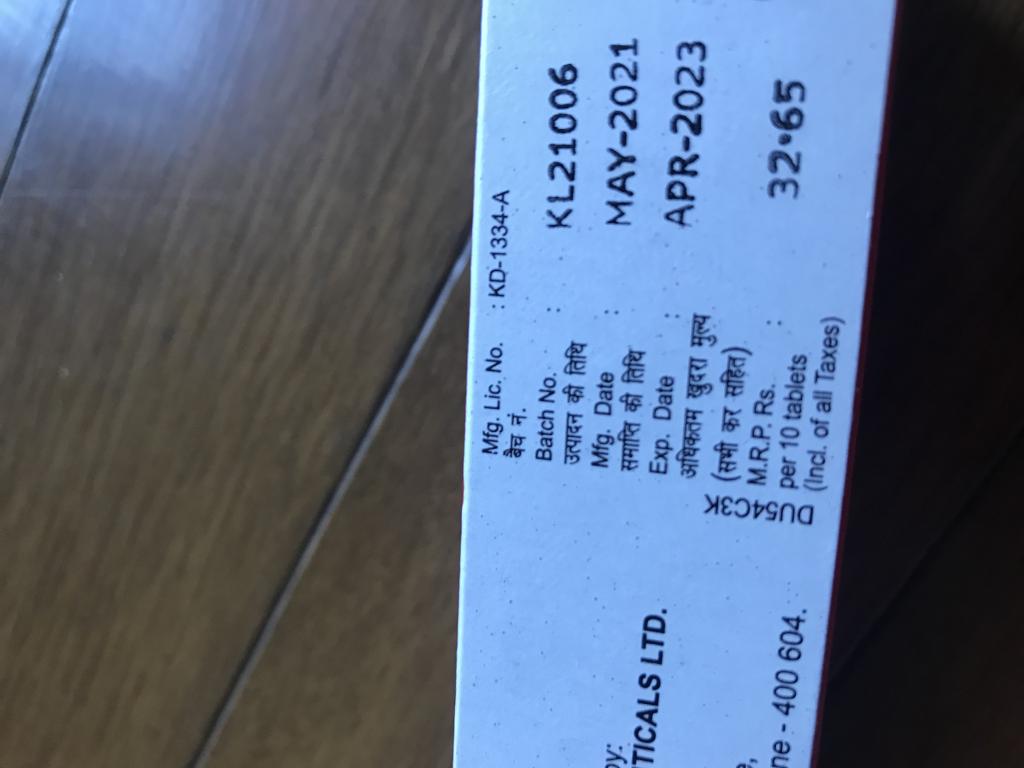 Mfg. Lic. No. : KD-1334-A
बैच नं.
Batch No. : KL21006
उत्पादन की तिथि
Mfg. Date : MAY-2021
समाप्ति की तिथि
Exp. Date : APR-2023
अधिकतम खुदरा मुल्य
(सभी कर सहित)
M.R.P. Rs. : 32.65
per 10 tablets
(Incl. of all Taxes)
DU54C3K
by:
TICALS LTD.
ne - 400 604.